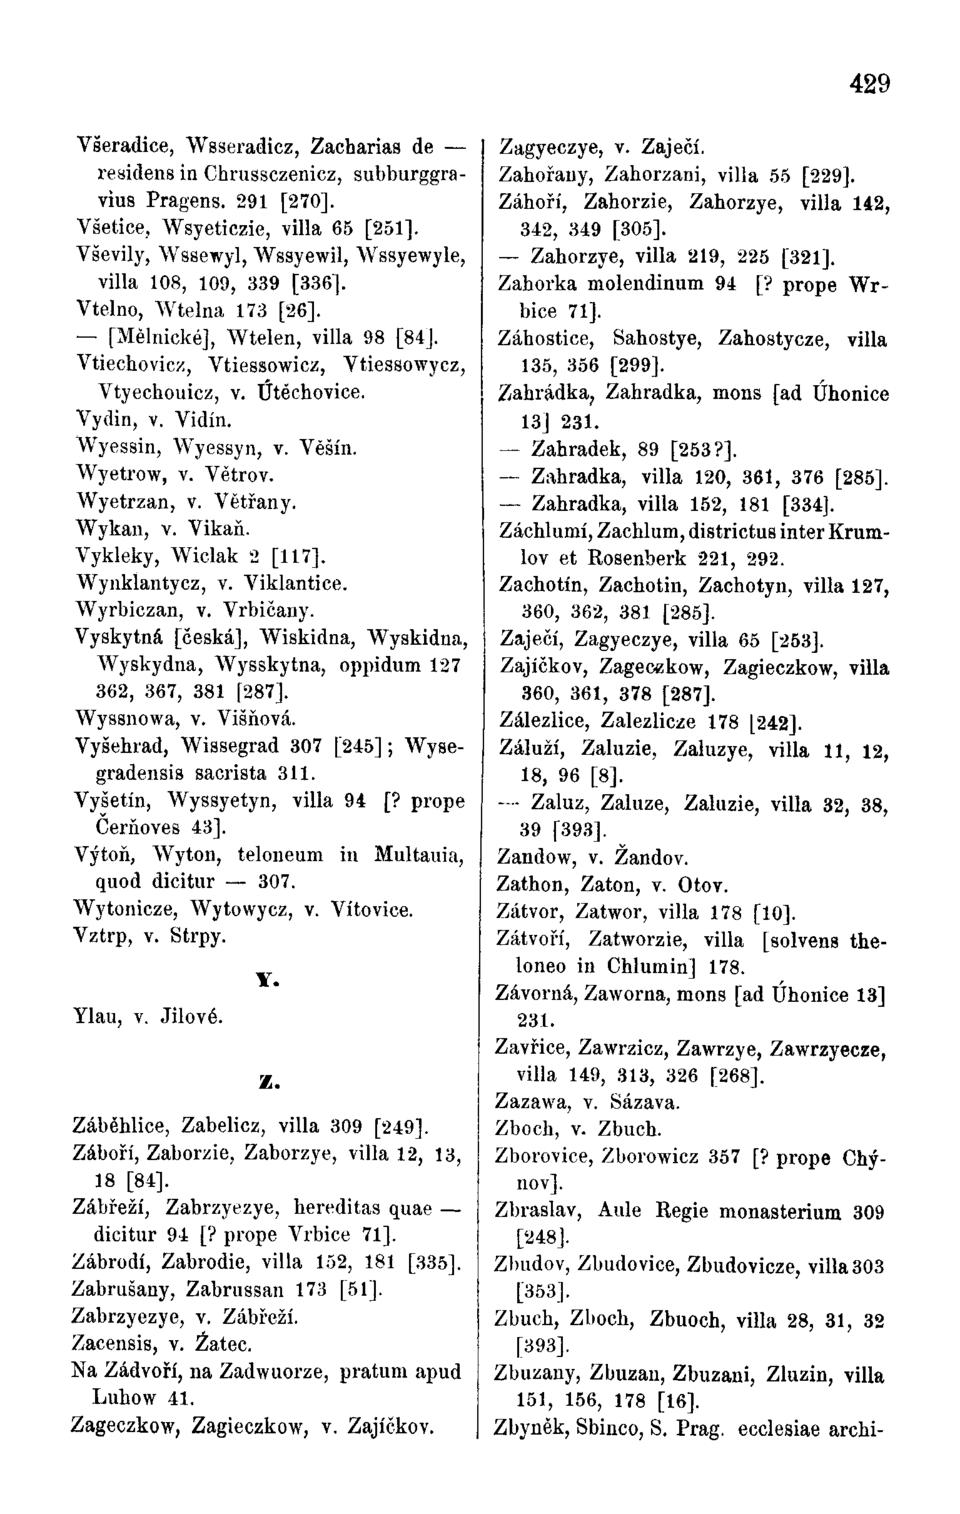 429
Všeradice, Wsseradicz, Zacharias de —
residens in Chrussczenicz, subburggra-
vius Pragens. 291 [270].
Všetice, Wsyeticzie, villa 65 [251].
Vševily, Wssewyl, Wssyewil, Wssyewyle,
villa 108, 109, 339 [336].
Vtelno, Wtelna 173 [26].
— [Mělnické], Wtelen, villa 98 [84].
Vtiechovicz, Vtiessowicz, Vtiessowycz,
Vtyechouicz, v. Útěchovice.
Vydin, v. Vidín.
Wyessin, Wyessyn, v. Věšín.
Wyetrow, v. Větrov.
Wyetrzan, v. Větřany.
Wykan, v. Vikaň.
Vykleky, Wiclak 2 [117].
Wynklantycz, v. Viklantice.
Wyrbiczan, v. Vrbičany.
Vyskytná [česká], Wiskidna, Wyskidna,
Wyskydna, Wysskytna, oppidum 127
362, 367, 381 [287].
Wyssnowa, v. Višňová.
Vyšehrad, Wissegrad 307 [245]; Wyse-
gradensis sacrista 311.
Vyšetín, Wyssyetyn, villa 94 [? prope
Čerňoves 43].
Výtoň, Wyton, teloneum in Multauia,
quod dicitur — 307.
Wytonicze, Wytowycz, v. Vítovice.
Vztrp, v. Strpy.
Y.
Ylau, v. Jilové.
Z.
Záběhlice, Zabelicz, villa 309 [249].
Záboří, Zaborzie, Zaborzye, villa 12, 13,
18 [84].
Zábřeží, Zabrzyezye, hereditas quae —
dicitur 94 [? prope Vrbice 71].
Zábrodí, Zabrodie, villa 152, 181 [335].
Zabrušany, Zabrussan 173 [51].
Zabrzyezye, v. Zábřeží.
Zacensis, v. Žatec.
Na Zádvoří, na Zadwuorze, pratum apud
Luhow 41.
Zageczkow, Zagieczkow, v. Zajíčkov.
Zagyeczye, v. Zaječí.
Zahořany, Zahorzani, villa 55 [229].
Záhoří, Zahorzie, Zahorzye, villa 142,
342, 349 [305].
— Zahorzye, villa 219, 225 [321].
Zahorka molendinum 94 [? prope Wr-
bice 71].
Záhostice, Sahostye, Zahostycze, villa
135, 356 [299].
Zahrádka, Zahradka, mons [ad Úhonice
13] 231.
— Zahradek, 89 [253?].
— Zahradka, villa 120, 361, 376 [285].
— Zahradka, villa 152, 181 [334].
Záchlumí, Zachlum, districtus inter Krum-
lov et Rosenberk 221, 292.
Zachotín, Zachotin, Zachotyn, villa 127,
360, 362, 381 [285].
Zaječí, Zagyeczye, villa 65 [253].
Zajíčkov, Zageczkow, Zagieczkow, villa
360, 361, 378 [287].
Zálezlice, Zalezlicze 178 [242].
Záluží, Zaluzie, Zaluzye, villa 11, 12,
18, 96 [8].
— Zaluz, Zaluze, Zaluzie, villa 32, 38,
39 [393].
Zandow, v. Žandov.
Zathon, Zaton, v. Otov.
Zátvor, Zatwor, villa 178 [10].
Zátvoří, Zatworzie, villa [solvens the-
loneo in Chlumin] 178.
Závorná, Zaworna, mons [ad Úhonice 13]
231.
Zavřice, Zawrzicz, Zawrzye, Zawrzyecze,
villa 149, 313, 326 [268].
Zazawa, v. Sázava.
Zboch, v. Zbuch.
Zborovice, Zborowicz 357 [? prope Chý-
nov].
Zbraslav, Aule Regie monasterium 309
[248].
Zbudov, Zbudovice, Zbudovicze, villa 303
[353].
Zbuch, Zboch, Zbuoch, villa 28, 31, 32
[393].
Zbuzany, Zbuzan, Zbuzani, Zluzin, villa
151, 156, 178 [16].
Zbyněk, Sbinco, S. Prag. ecclesiae archi-